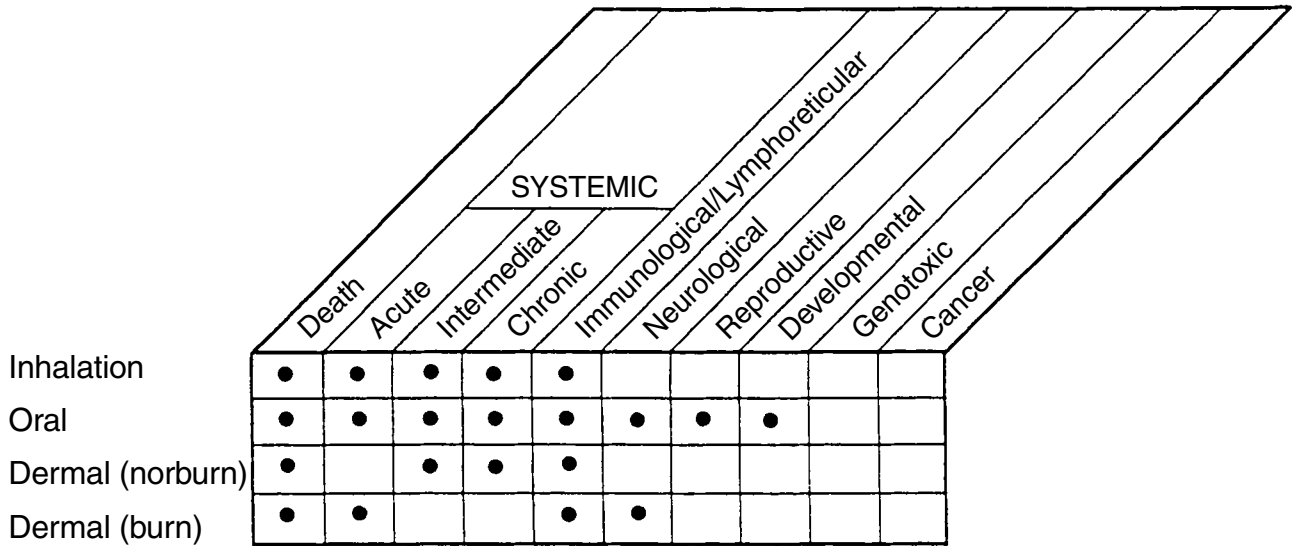 SYSTEMIC
Death
Acute
Intermediate
Chronic
Immunological/Lymphoreticular
Neurological
Reproductive
Developmental
Genotoxic
Cancer
Inhalation
Oral
Dermal (norburn)
Dermal (burn)